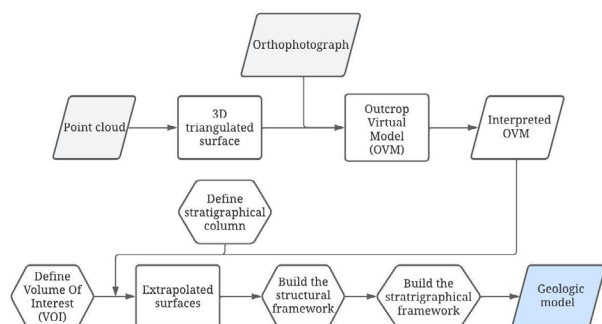 Orthophotograph
Point cloud
3D
triangulated
surface
Outcrop
Virtual
Model
(OVM)
Interpreted
OVM
Define
stratigraphical
column
Define
Volume Of
Interest
(VOI)
Extrapolated
surfaces
Build the
structural
framework
Build the
stratigraphical
framework
Geologic
model